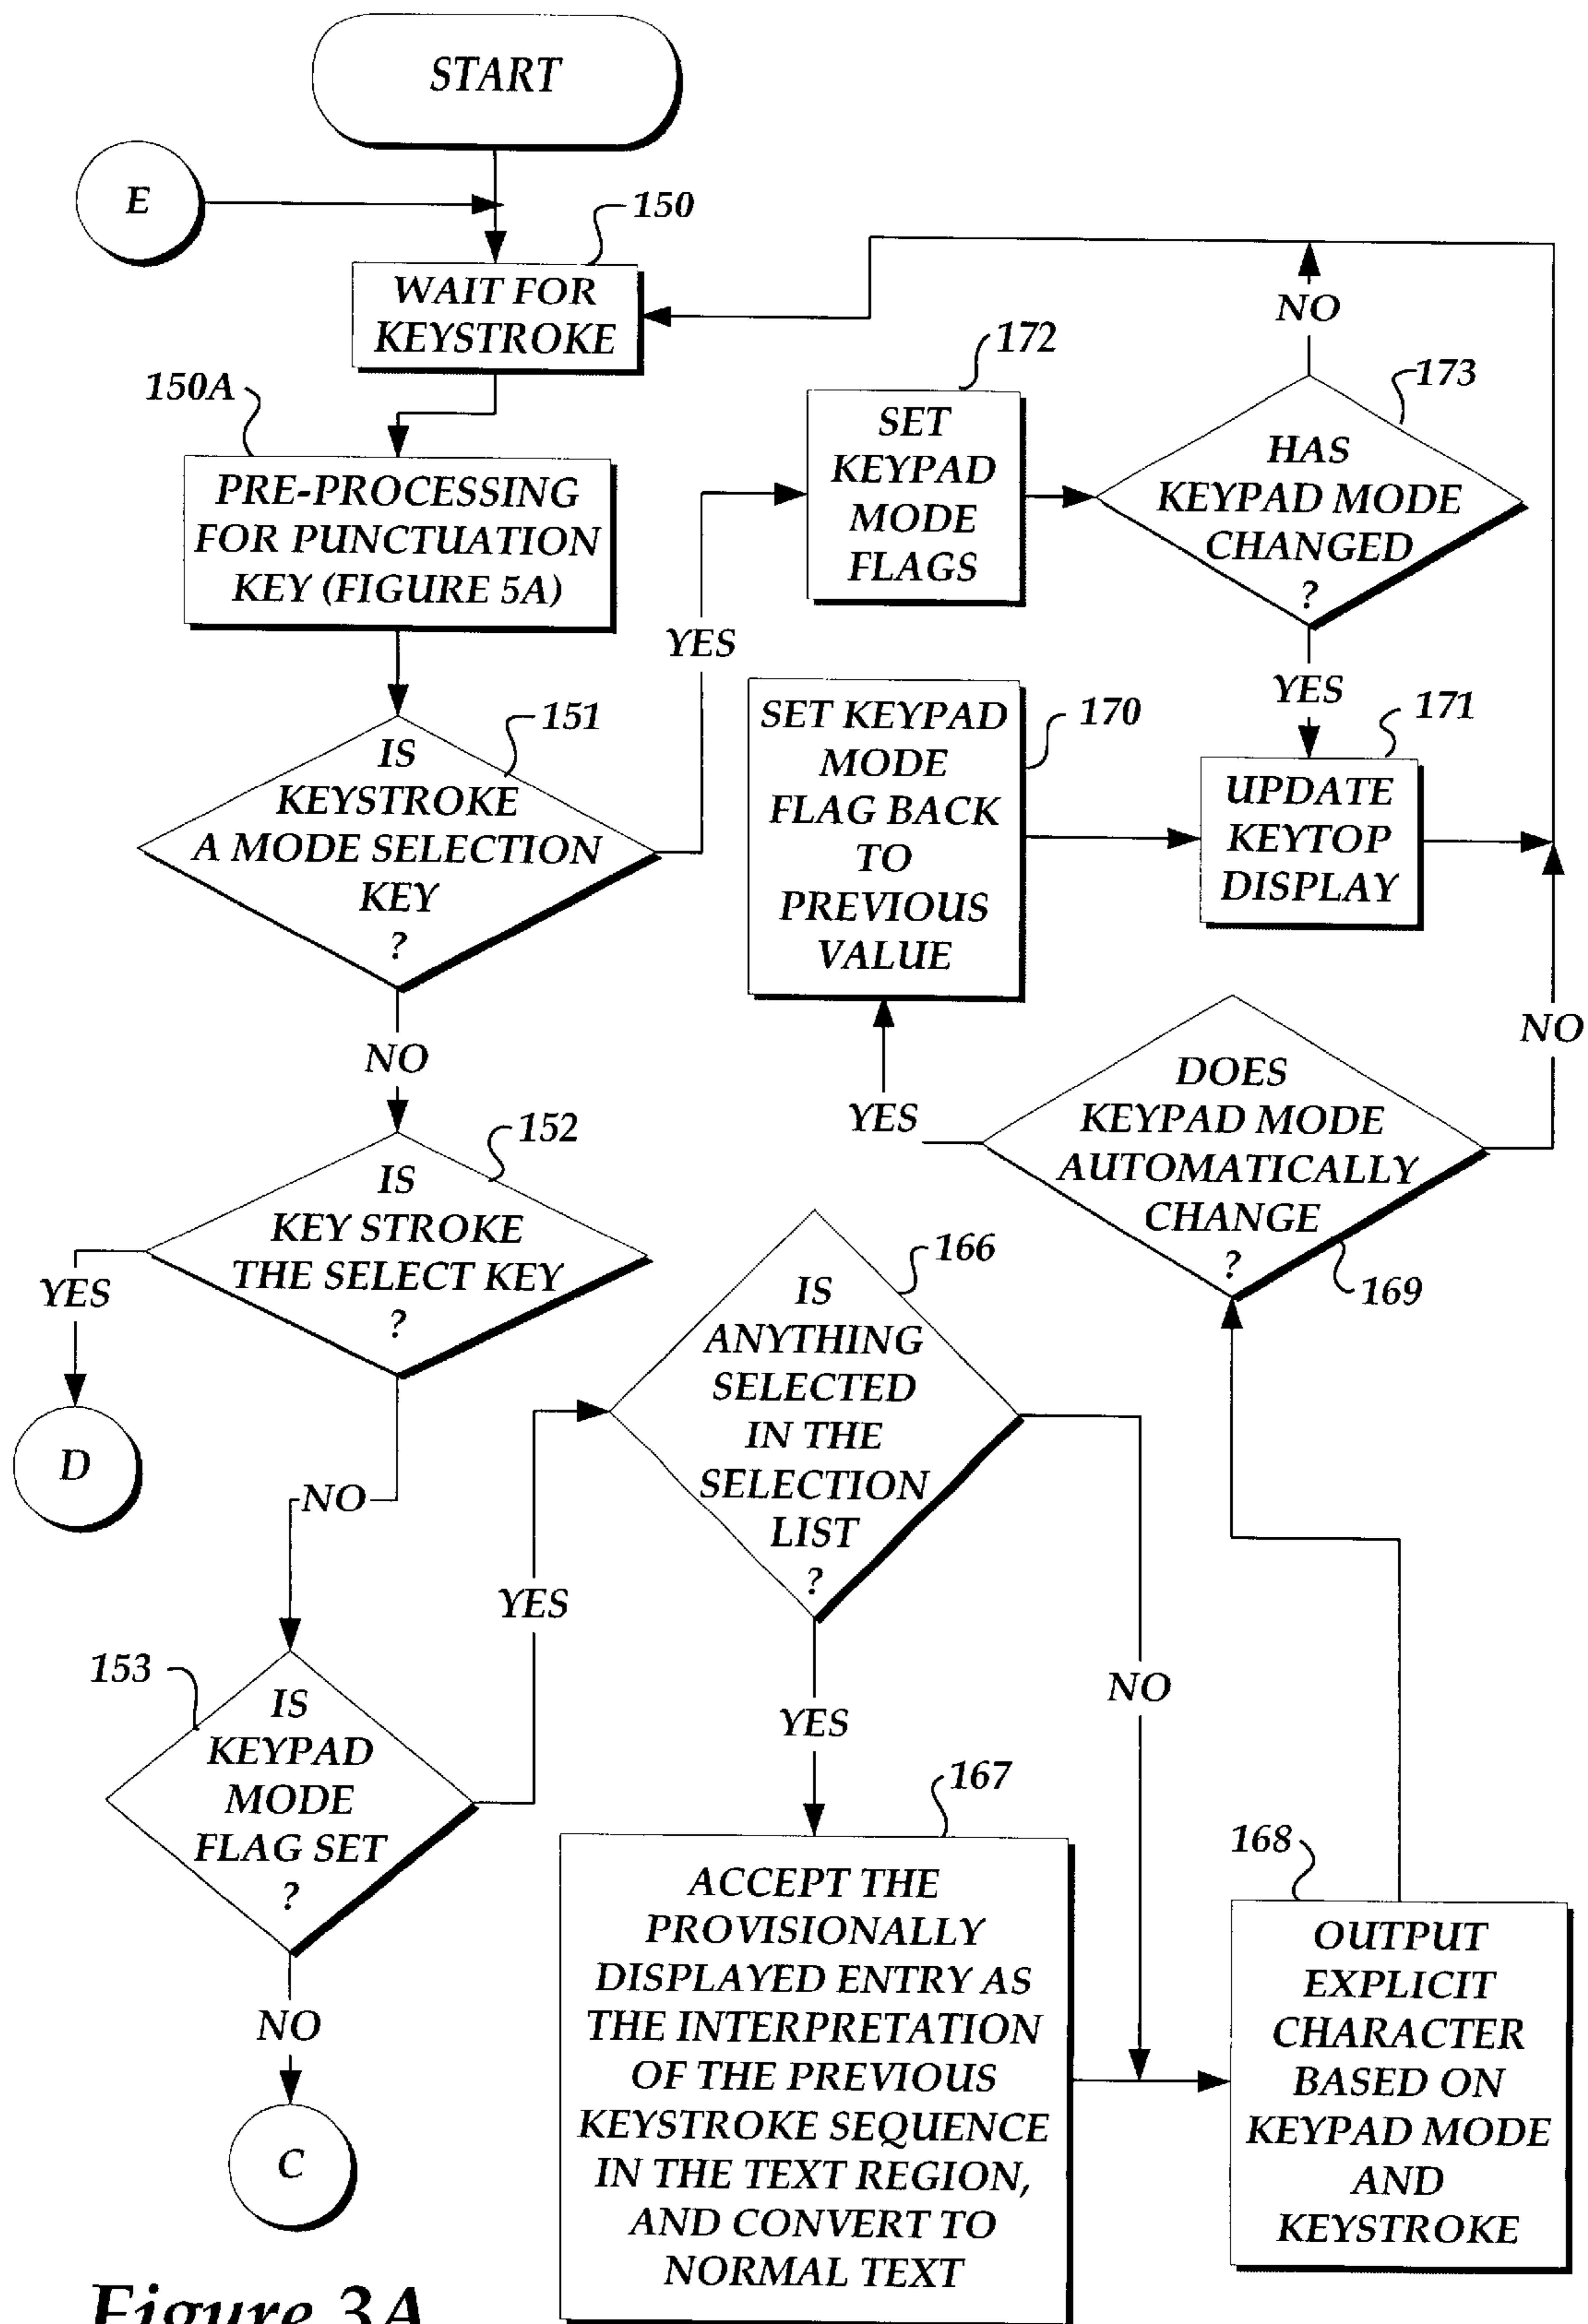 START
E
150
WAIT FOR
KEYSTROKE
150A
PRE-PROCESSING
FOR PUNCTUATION
KEY (FIGURE 5A)
172
SET
KEYPAD
MODE
FLAGS
NO
173
HAS
KEYPAD MODE
CHANGED
?
YES
YES
151
IS
KEYSTROKE
A MODE SELECTION
KEY
?
170
SET KEYPAD
MODE
FLAG BACK
TO
PREVIOUS
VALUE
171
UPDATE
KEYTOP
DISPLAY
NO
NO
YES
DOES
KEYPAD MODE
AUTOMATICALLY
CHANGE
?
169
152
IS
KEY STROKE
THE SELECT KEY
?
YES
D
NO
166
IS
ANYTHING
SELECTED
IN THE
SELECTION
LIST
?
YES
NO
YES
153
IS
KEYPAD
MODE
FLAG SET
?
NO
C
167
ACCEPT THE
PROVISIONALLY
DISPLAYED ENTRY AS
THE INTERPRETATION
OF THE PREVIOUS
KEYSTROKE SEQUENCE
IN THE TEXT REGION,
AND CONVERT TO
NORMAL TEXT
168
OUTPUT
EXPLICIT
CHARACTER
BASED ON
KEYPAD MODE
AND
KEYSTROKE
Figure 3A